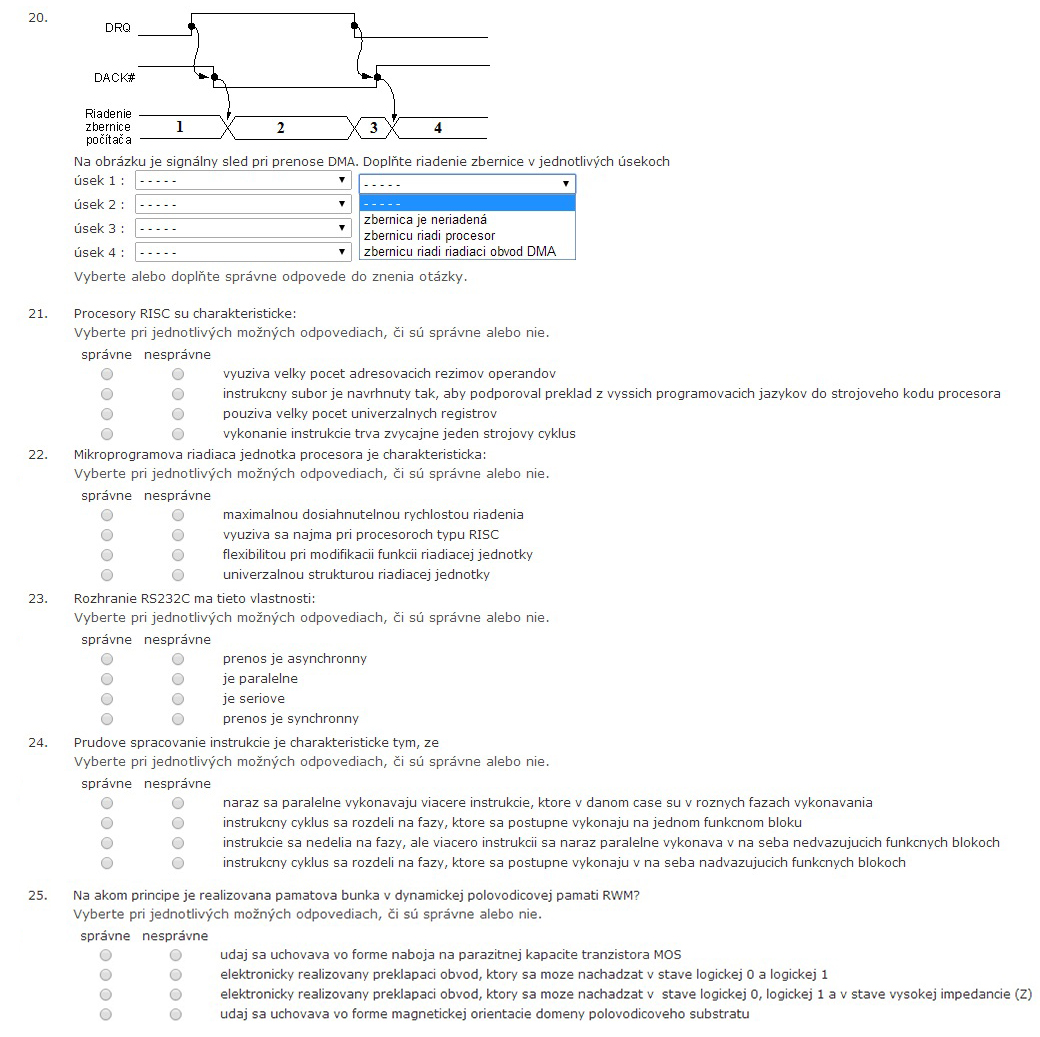 20.
DRQ
DACK#
Riadenie
zbernice
počítača
1 2 3 4
Na obrázku je signálny sled pri prenose DMA. Doplňte riadenie zbernice v jednotlivých úsekoch
úsek 1 : - - - - - - - - - -
- - - - -
úsek 2 : - - - - -
zbernica je neriadená
úsek 3 : - - - - -
zbernicu riadi procesor
úsek 4 : - - - - -
zbernicu riadi riadiaci obvod DMA
Vyberte alebo doplňte správne odpovede do znenia otázky.
21. Procesory RISC su charakteristicke:
Vyberte pri jednotlivých možných odpovediach, či sú správne alebo nie.
správne nesprávne
vyuziva velky pocet adresovacich rezimov operandov
instrukcny subor je navrhnuty tak, aby podporoval preklad z vyssich programovacich jazykov do strojoveho kodu procesora
pouziva velky pocet univerzalnych registrov
vykonanie instrukcie trva zvycajne jeden strojovy cyklus
22. Mikroprogramova riadiaca jednotka procesora je charakteristicka:
Vyberte pri jednotlivých možných odpovediach, či sú správne alebo nie.
správne nesprávne
maximalnou dosiahnutelnou rychlostou riadenia
vyuziva sa najma pri procesoroch typu RISC
flexibilitou pri modifikacii funkcii riadiacej jednotky
univerzalnou strukturou riadiacej jednotky
23. Rozhranie RS232C ma tieto vlastnosti:
Vyberte pri jednotlivých možných odpovediach, či sú správne alebo nie.
správne nesprávne
prenos je asynchronny
je paralelne
je seriove
prenos je synchronny
24. Prudove spracovanie instrukcie je charakteristicke tym, ze
Vyberte pri jednotlivých možných odpovediach, či sú správne alebo nie.
správne nesprávne
naraz sa paralelne vykonavaju viacere instrukcie, ktore v danom case su v roznych fazach vykonavania
instrukcny cyklus sa rozdeli na fazy, ktore sa postupne vykonaju na jednom funkcnom bloku
instrukcie sa nedelia na fazy, ale viacero instrukcii sa naraz paralelne vykonava v na seba nedvazujucich funkcnych blokoch
instrukcny cyklus sa rozdeli na fazy, ktore sa postupne vykonaju v na seba nadvazujucich funkcnych blokoch
25. Na akom principe je realizovana pamatova bunka v dynamickej polovodicovej pamati RWM?
Vyberte pri jednotlivých možných odpovediach, či sú správne alebo nie.
správne nesprávne
udaj sa uchovava vo forme naboja na parazitnej kapacite tranzistora MOS
elektronicky realizovany preklapaci obvod, ktory sa moze nachadzat v stave logickej 0 a logickej 1
elektronicky realizovany preklapaci obvod, ktory sa moze nachadzat v stave logickej 0, logickej 1 a v stave vysokej impedancie (Z)
udaj sa uchovava vo forme magnetickej orientacie domeny polovodicoveho substratu